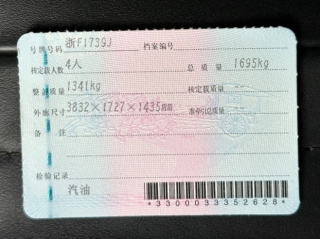 号牌号码 浙F1739J 档案编号
核定载人数 4人 总质量 1695kg
整备质量 1341kg 核定载质量 --
外廓尺寸 3832×1727×1435mm 准牵引总质量 --
备注
检验记录
汽油
*3300033352628*